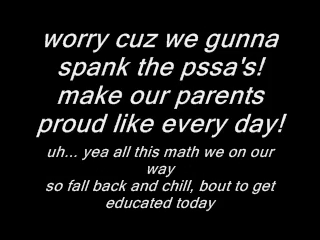 worry cuz we gunna
spank the pssa's!
make our parents
proud like every day!
uh... yea all this math we on our
way
so fall back and chill, bout to get
educated today